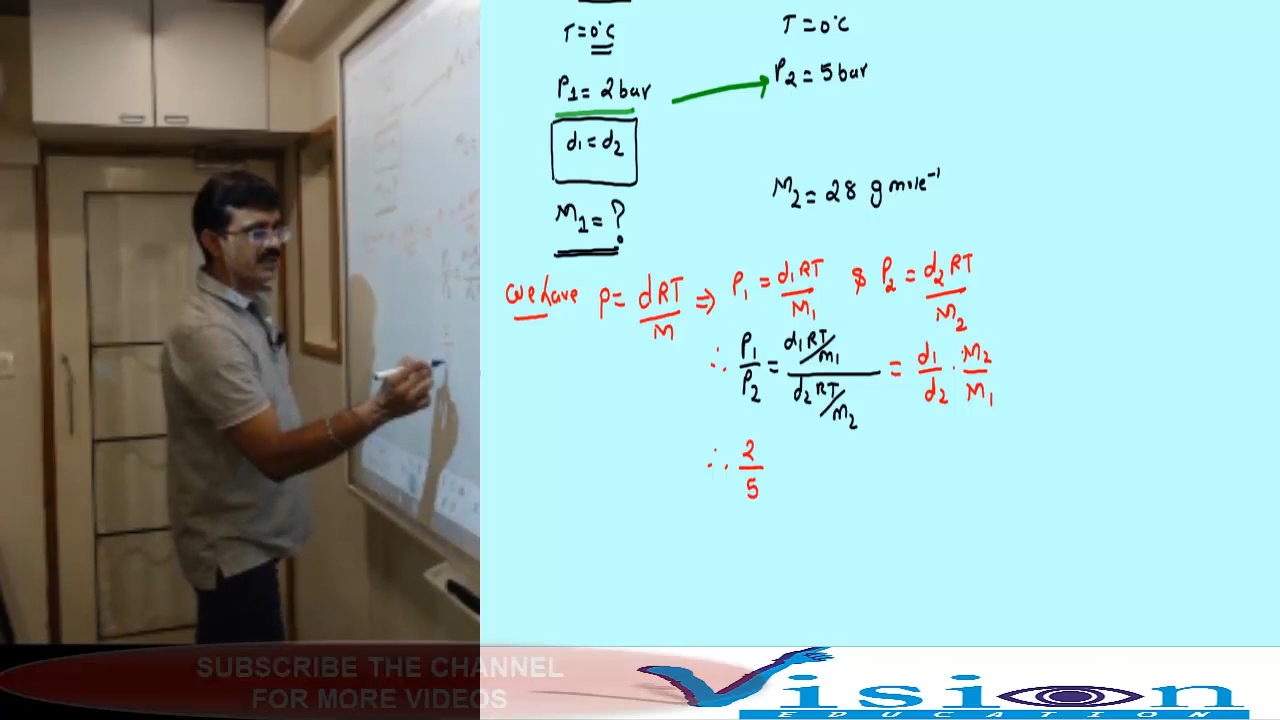 T = 0°C
T = 0°C
P1 = 2 bar
P2 = 5 bar
d1 = d2
M2 = 28 g mole⁻¹
M1 = ?
we have P = dRT/M ⇒ P1 = d1RT/M1 & P2 = d2RT/M2
∴ P1/P2 = (d1RT/M1)/(d2RT/M2) = d1/d2 · M2/M1
∴ 2/5
SUBSCRIBE THE CHANNEL
FOR MORE VIDEOS
Vision
EDUCATION